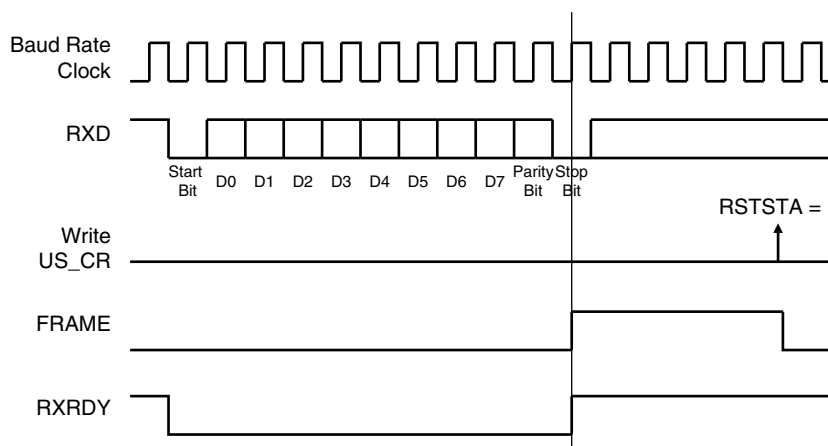 Baud Rate
Clock
RXD
Start
Bit
D0
D1
D2
D3
D4
D5
D6
D7
Parity
Bit
Stop
Bit
RSTSTA =
Write
US_CR
FRAME
RXRDY